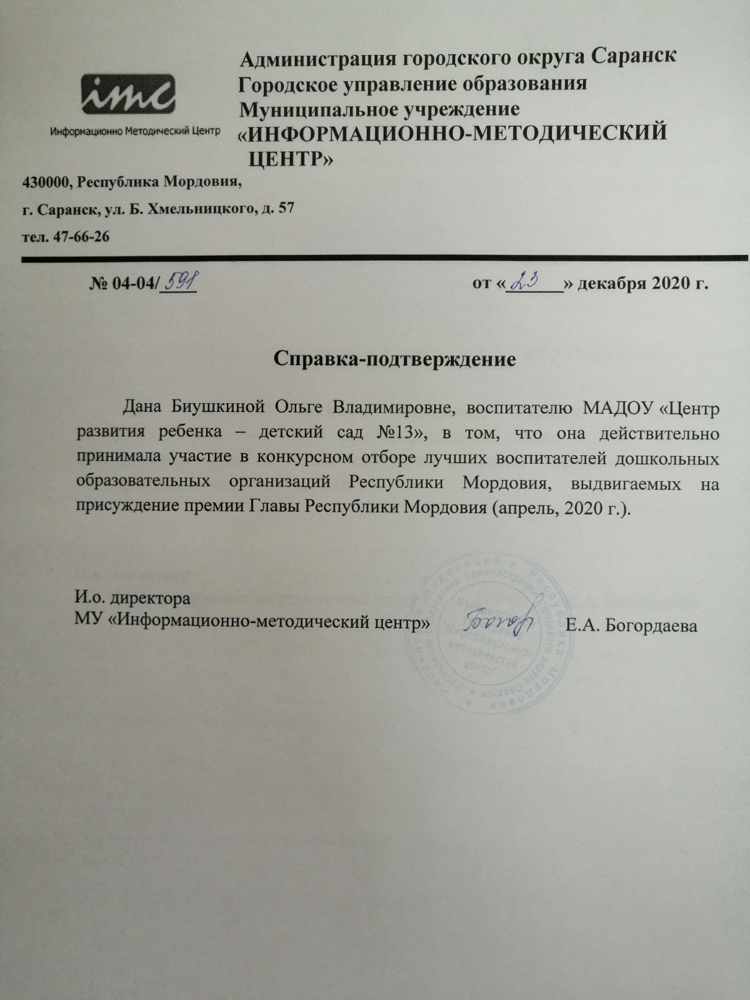 Администрация городского округа Саранск
Городское управление образования
Муниципальное учреждение
«ИНФОРМАЦИОННО-МЕТОДИЧЕСКИЙ
ЦЕНТР»
imc
Информационно Методический Центр
430000, Республика Мордовия,
г. Саранск, ул. Б. Хмельницкого, д. 57
тел. 47-66-26
№ 04-04/591 от «23» декабря 2020 г.
Справка-подтверждение
Дана Биушкиной Ольге Владимировне, воспитателю МАДОУ «Центр
развития ребенка – детский сад №13», в том, что она действительно
принимала участие в конкурсном отборе лучших воспитателей дошкольных
образовательных организаций Республики Мордовия, выдвигаемых на
присуждение премии Главы Республики Мордовия (апрель, 2020 г.).
И.о. директора
МУ «Информационно-методический центр» Е.А. Богордаева
Российская Федерация * Республика Мордовия *
Управление образования Администрации городского округа Саранск *
Муниципальное
учреждение
"Информационно-
методический
центр"